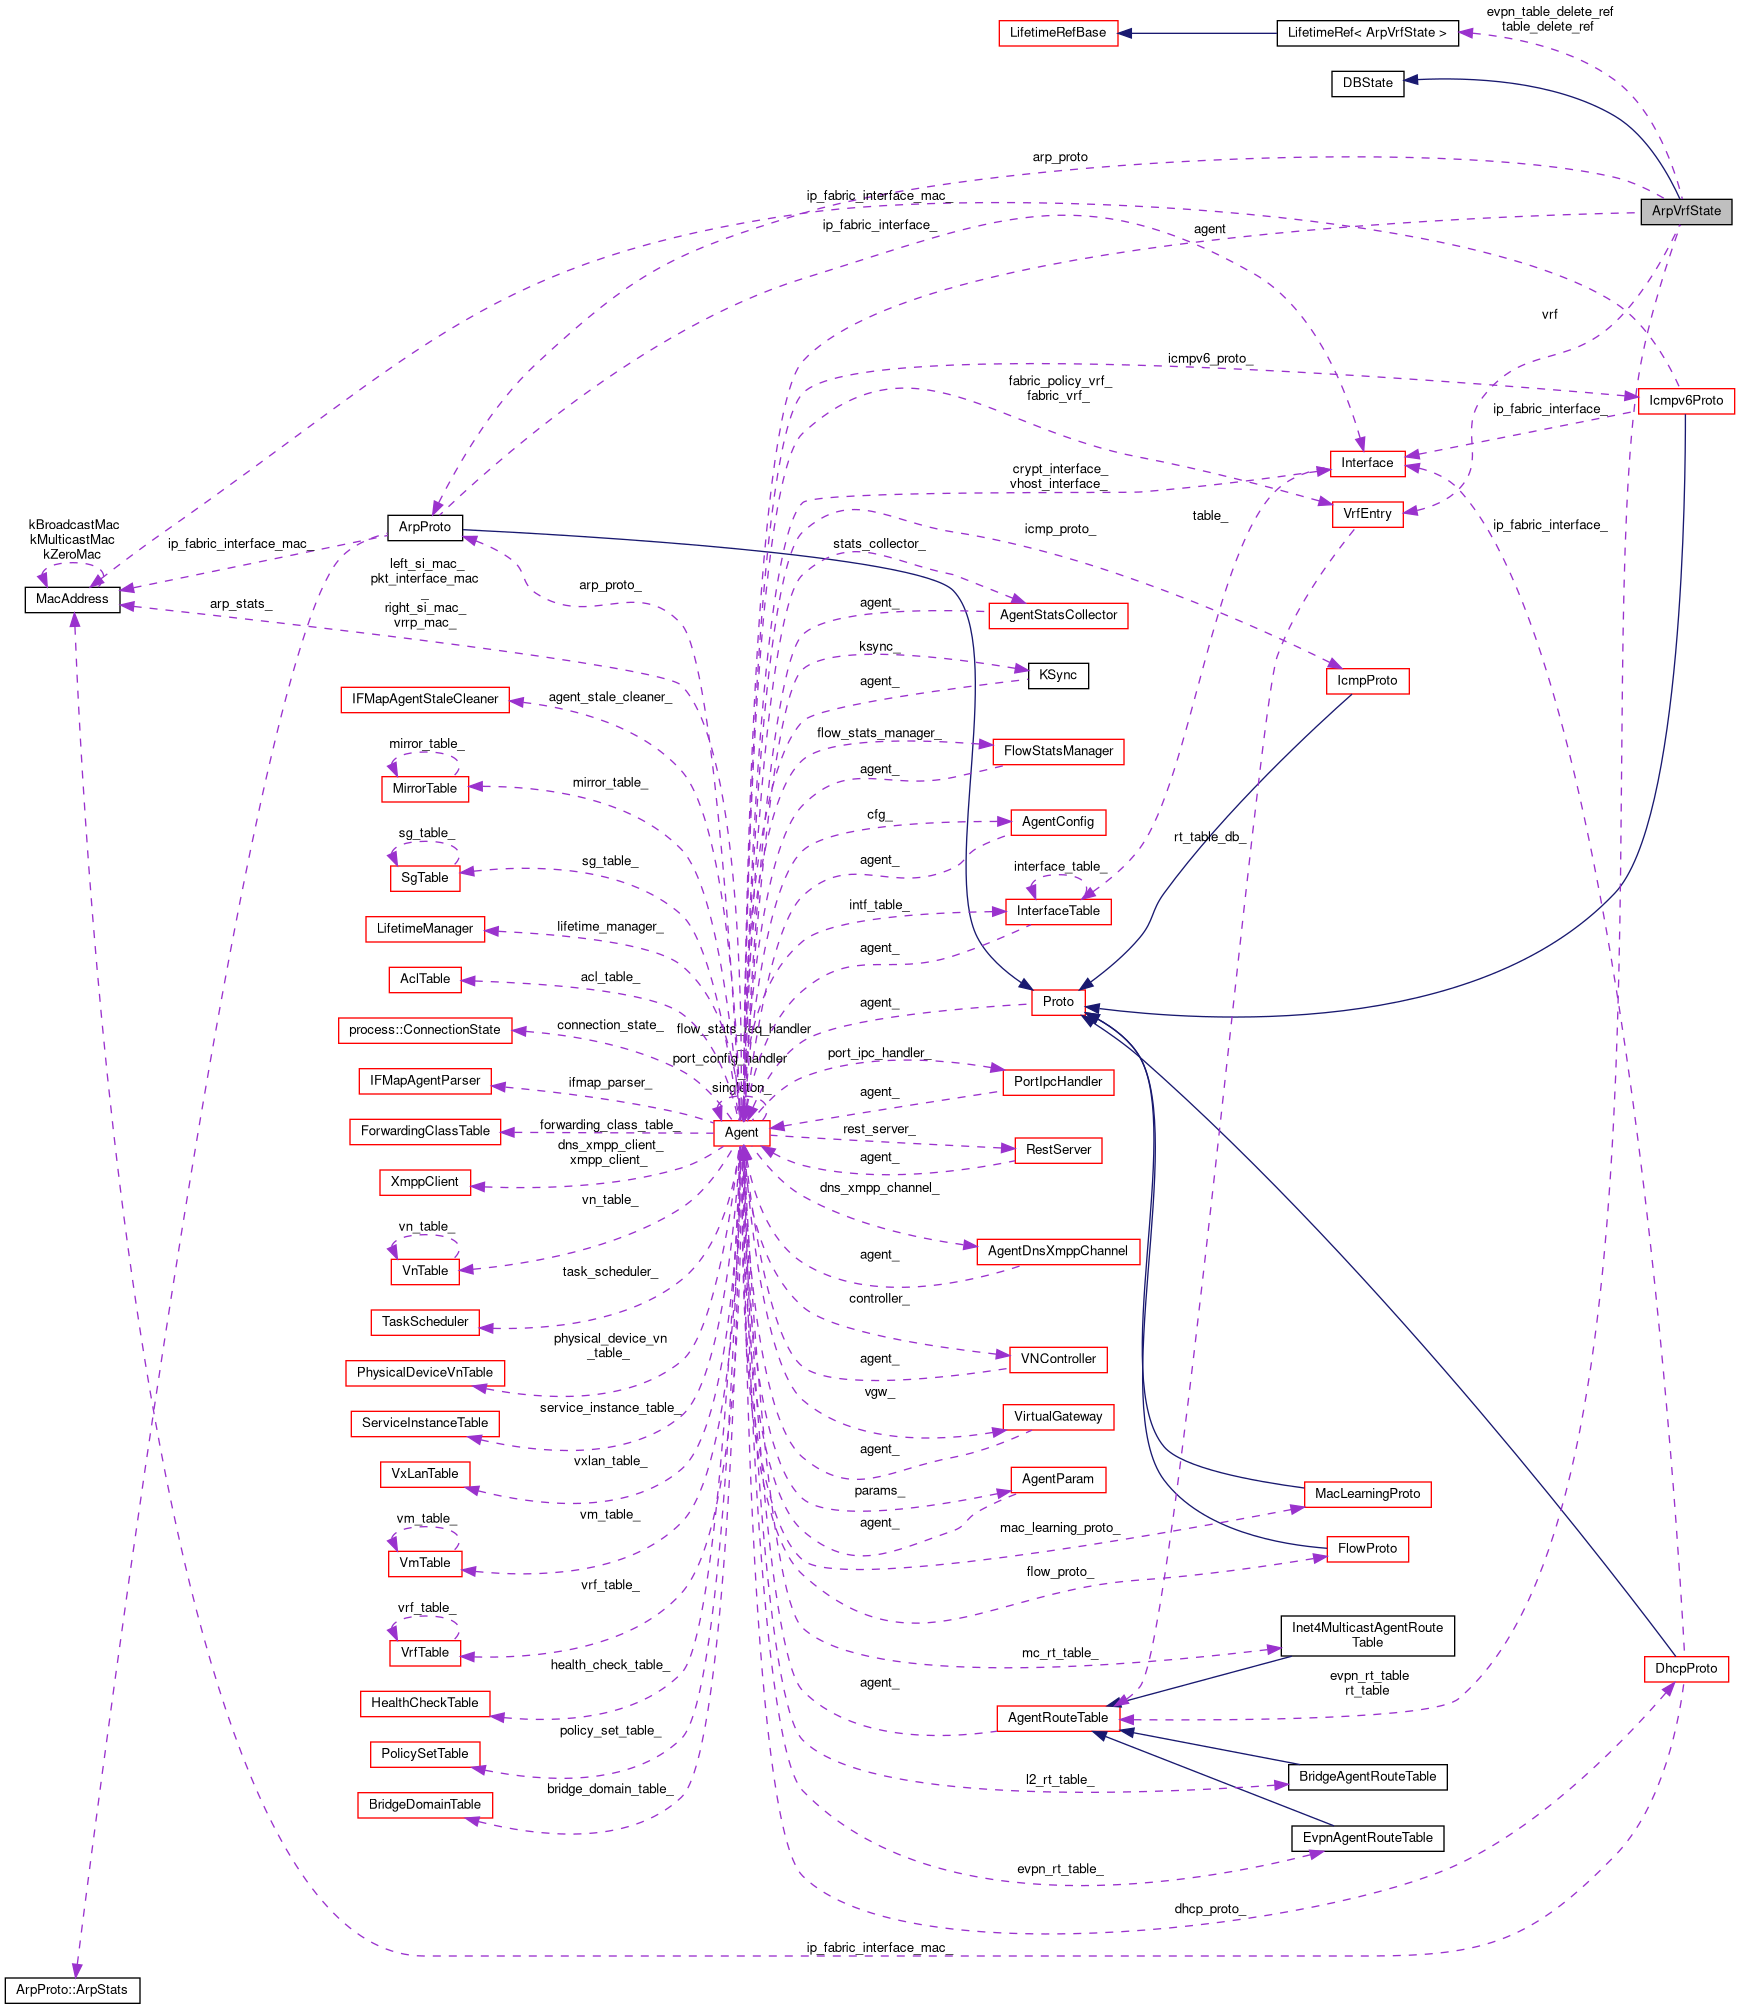 evpn_table_delete_ref
table_delete_ref
LifetimeRefBase
LifetimeRef< ArpVrfState >
DBState
arp_proto
ip_fabric_interface_mac_
ArpVrfState
ip_fabric_interface_
agent
vrf
icmpv6_proto_
fabric_policy_vrf_
fabric_vrf_
Icmpv6Proto
ip_fabric_interface_
Interface
crypt_interface_
vhost_interface_
VrfEntry
table_
ip_fabric_interface_
kBroadcastMac
kMulticastMac
kZeroMac
ArpProto
icmp_proto_
ip_fabric_interface_mac_
stats_collector_
left_si_mac_
pkt_interface_mac
_
right_si_mac_
vrrp_mac_
arp_proto_
MacAddress
arp_stats_
agent_
AgentStatsCollector
ksync_
KSync
agent_
IcmpProto
IFMapAgentStaleCleaner
agent_stale_cleaner_
flow_stats_manager_
FlowStatsManager
mirror_table_
agent_
MirrorTable
mirror_table_
cfg_
AgentConfig
sg_table_
rt_table_db_
agent_
sg_table_
interface_table_
SgTable
intf_table_
InterfaceTable
LifetimeManager
lifetime_manager_
agent_
AclTable
acl_table_
agent_
Proto
process::ConnectionState
connection_state_
flow_stats_req_handler
_
port_config_handler
_
singleton_
port_ipc_handler_
IFMapAgentParser
ifmap_parser_
PortIpcHandler
agent_
ForwardingClassTable
forwarding_class_table_
Agent
rest_server_
dns_xmpp_client_
xmpp_client_
RestServer
agent_
XmppClient
dns_xmpp_channel_
vn_table_
vn_table_
AgentDnsXmppChannel
agent_
VnTable
task_scheduler_
controller_
TaskScheduler
physical_device_vn
_table_
VNController
agent_
PhysicalDeviceVnTable
vgw_
service_instance_table_
VirtualGateway
ServiceInstanceTable
agent_
vxlan_table_
VxLanTable
AgentParam
params_
MacLearningProto
vm_table_
vm_table_
agent_
mac_learning_proto_
FlowProto
VmTable
flow_proto_
vrf_table_
vrf_table_
Inet4MulticastAgentRoute
Table
VrfTable
mc_rt_table_
health_check_table_
DhcpProto
evpn_rt_table
rt_table
agent_
HealthCheckTable
AgentRouteTable
policy_set_table_
PolicySetTable
l2_rt_table_
BridgeAgentRouteTable
bridge_domain_table_
BridgeDomainTable
EvpnAgentRouteTable
evpn_rt_table_
dhcp_proto_
ip_fabric_interface_mac_
ArpProto::ArpStats